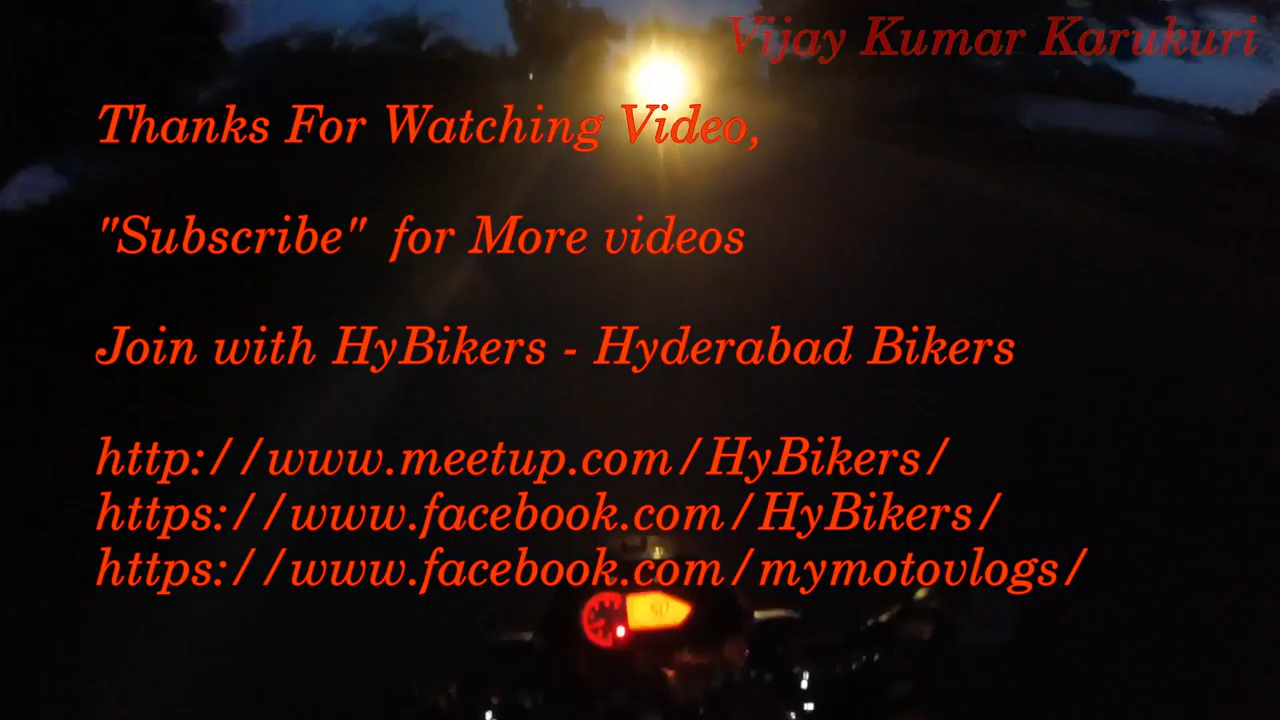 Vijay Kumar Karukuri
Thanks For Watching Video,
"Subscribe" for More videos
Join with HyBikers - Hyderabad Bikers
http://www.meetup.com/HyBikers/
https://www.facebook.com/HyBikers/
https://www.facebook.com/mymotovlogs/